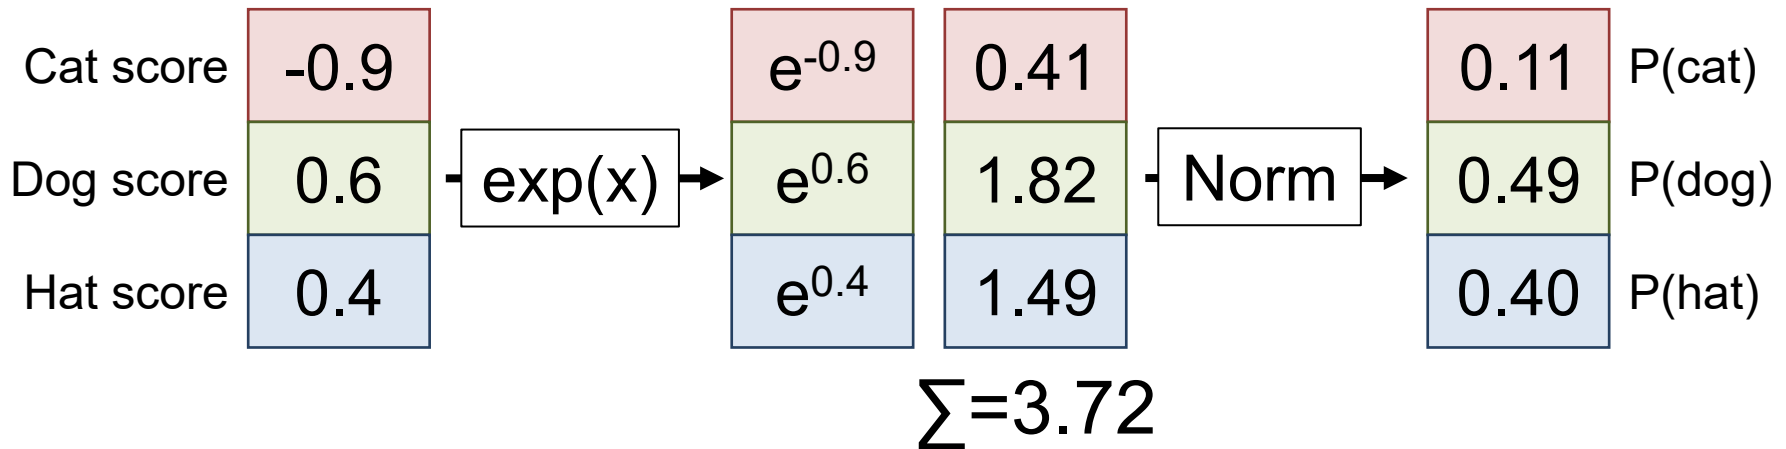 Cat score -0.9 e-0.9 0.41 0.11 P(cat)
Dog score 0.6 exp(x) e0.6 1.82 Norm 0.49 P(dog)
Hat score 0.4 e0.4 1.49 0.40 P(hat)
∑=3.72